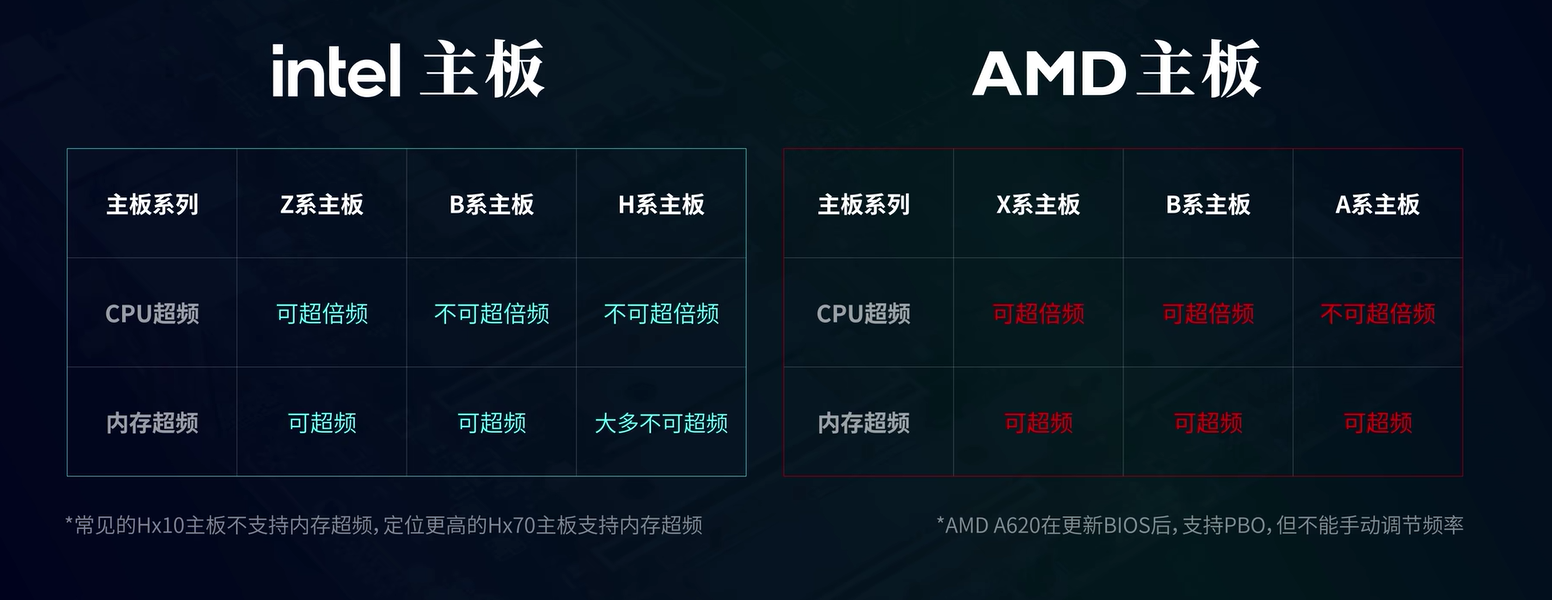 intel 主板
主板系列 Z系主板 B系主板 H系主板
CPU超频 可超倍频 不可超倍频 不可超倍频
内存超频 可超频 可超频 大多不可超频
*常见的Hx10主板不支持内存超频，定位更高的Hx70主板支持内存超频
AMD主板
主板系列 X系主板 B系主板 A系主板
CPU超频 可超倍频 可超倍频 不可超倍频
内存超频 可超频 可超频 可超频
*AMD A620在更新BIOS后，支持PBO，但不能手动调节频率